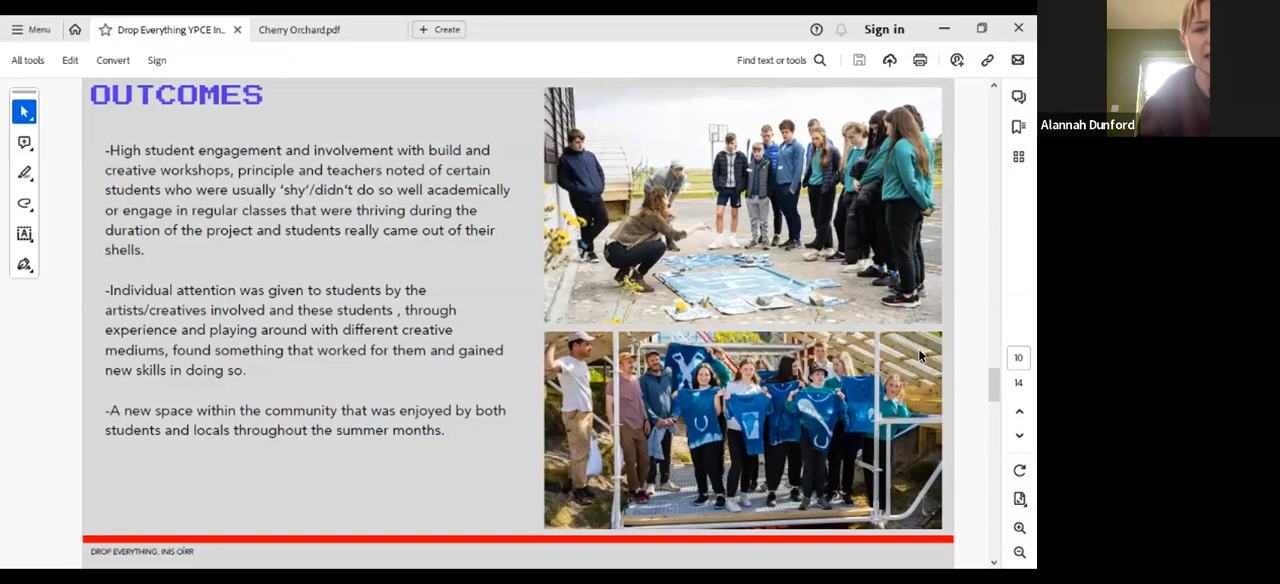 Menu
Drop Everything YPCE In...
Cherry Orchard.pdf
Create
Sign in
All tools
Edit
Convert
Sign
Find text or tools
OUTCOMES
-High student engagement and involvement with build and
creative workshops, principle and teachers noted of certain
students who were usually ‘shy’/didn’t do so well academically
or engage in regular classes that were thriving during the
duration of the project and students really came out of their
shells.
-Individual attention was given to students by the
artists/creatives involved and these students , through
experience and playing around with different creative
mediums, found something that worked for them and gained
new skills in doing so.
-A new space within the community that was enjoyed by both
students and locals throughout the summer months.
DROP EVERYTHING, INIS OÍRR
10
14
Alannah Dunford